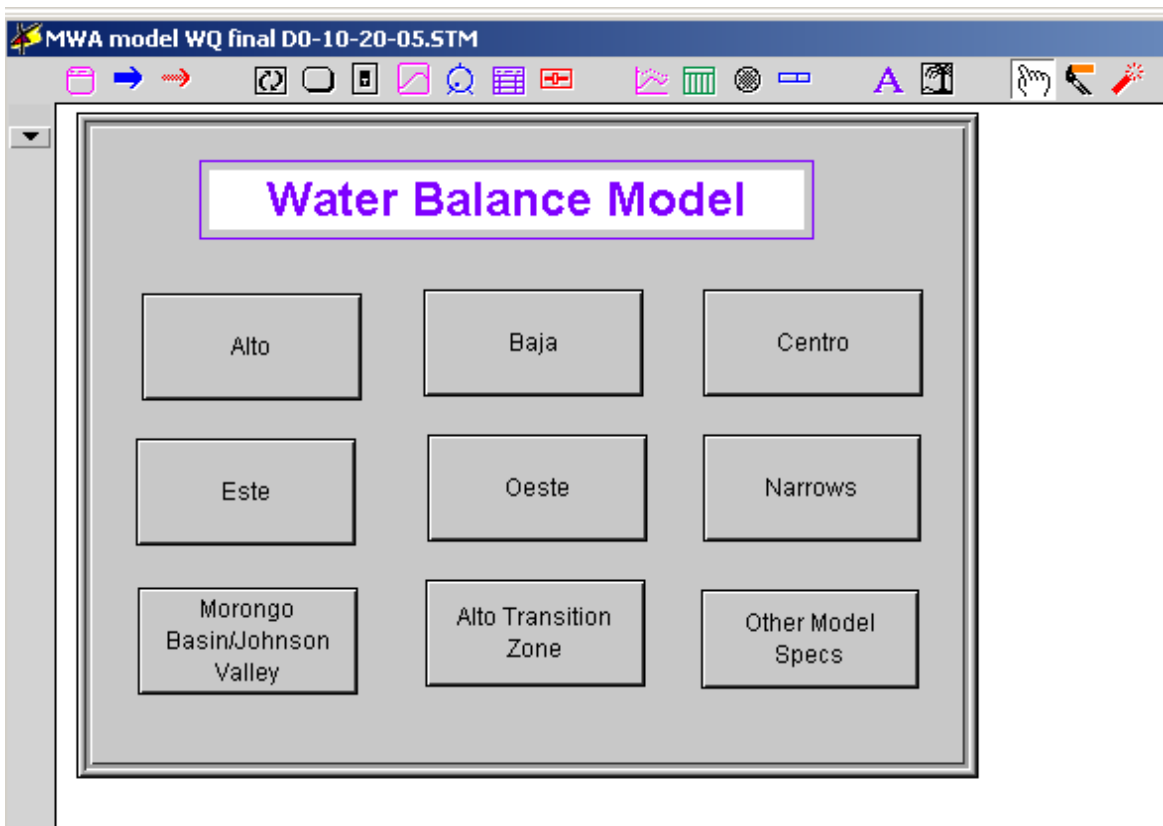 MWA model WQ final D0-10-20-05.STM
A
Water Balance Model
Alto
Baja
Centro
Este
Oeste
Narrows
Morongo
Basin/Johnson
Valley
Alto Transition
Zone
Other Model
Specs